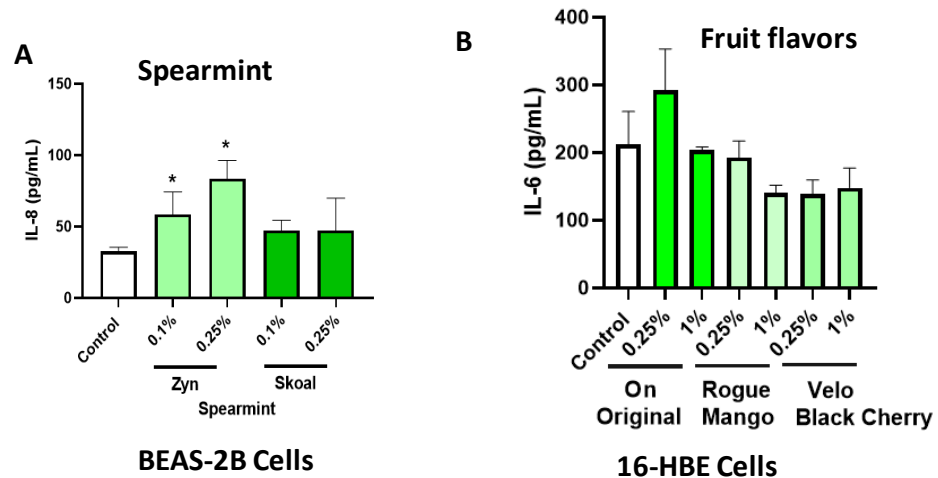 A
Spearmint
150
100
50
0
IL-8 (pg/mL)
*
*
Control
0.1%
0.25%
0.1%
0.25%
Zyn
Skoal
Spearmint
BEAS-2B Cells
B
Fruit flavors
400
300
200
100
0
IL-6 (pg/mL)
Control
0.25%
1%
0.25%
1%
0.25%
1%
On
Original
Rogue
Mango
Velo
Black Cherry
16-HBE Cells